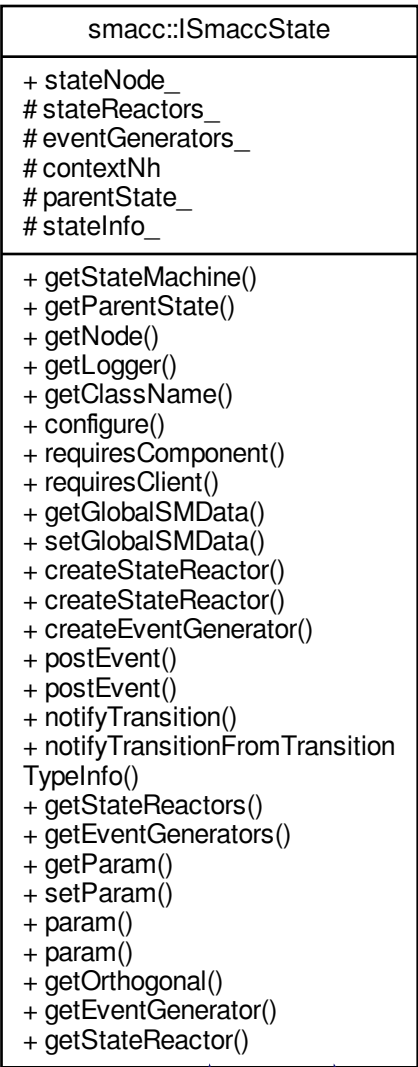 smacc::ISmaccState
+ stateNode_
# stateReactors_
# eventGenerators_
# contextNh
# parentState_
# stateInfo_
+ getStateMachine()
+ getParentState()
+ getNode()
+ getLogger()
+ getClassName()
+ configure()
+ requiresComponent()
+ requiresClient()
+ getGlobalSMData()
+ setGlobalSMData()
+ createStateReactor()
+ createStateReactor()
+ createEventGenerator()
+ postEvent()
+ postEvent()
+ notifyTransition()
+ notifyTransitionFromTransition
TypeInfo()
+ getStateReactors()
+ getEventGenerators()
+ getParam()
+ setParam()
+ param()
+ param()
+ getOrthogonal()
+ getEventGenerator()
+ getStateReactor()